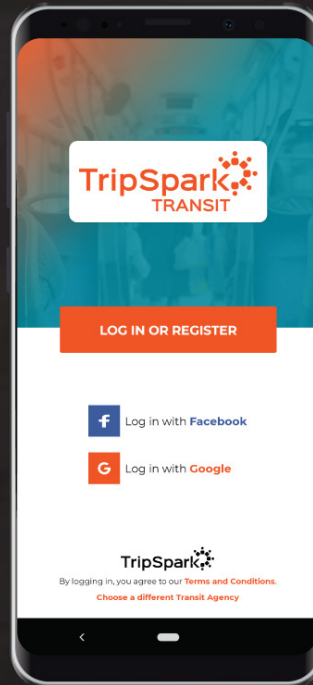 TripSpark
TRANSIT
LOG IN OR REGISTER
f Log in with Facebook
G Log in with Google
TripSpark
By logging in, you agree to our Terms and Conditions.
Choose a different Transit Agency